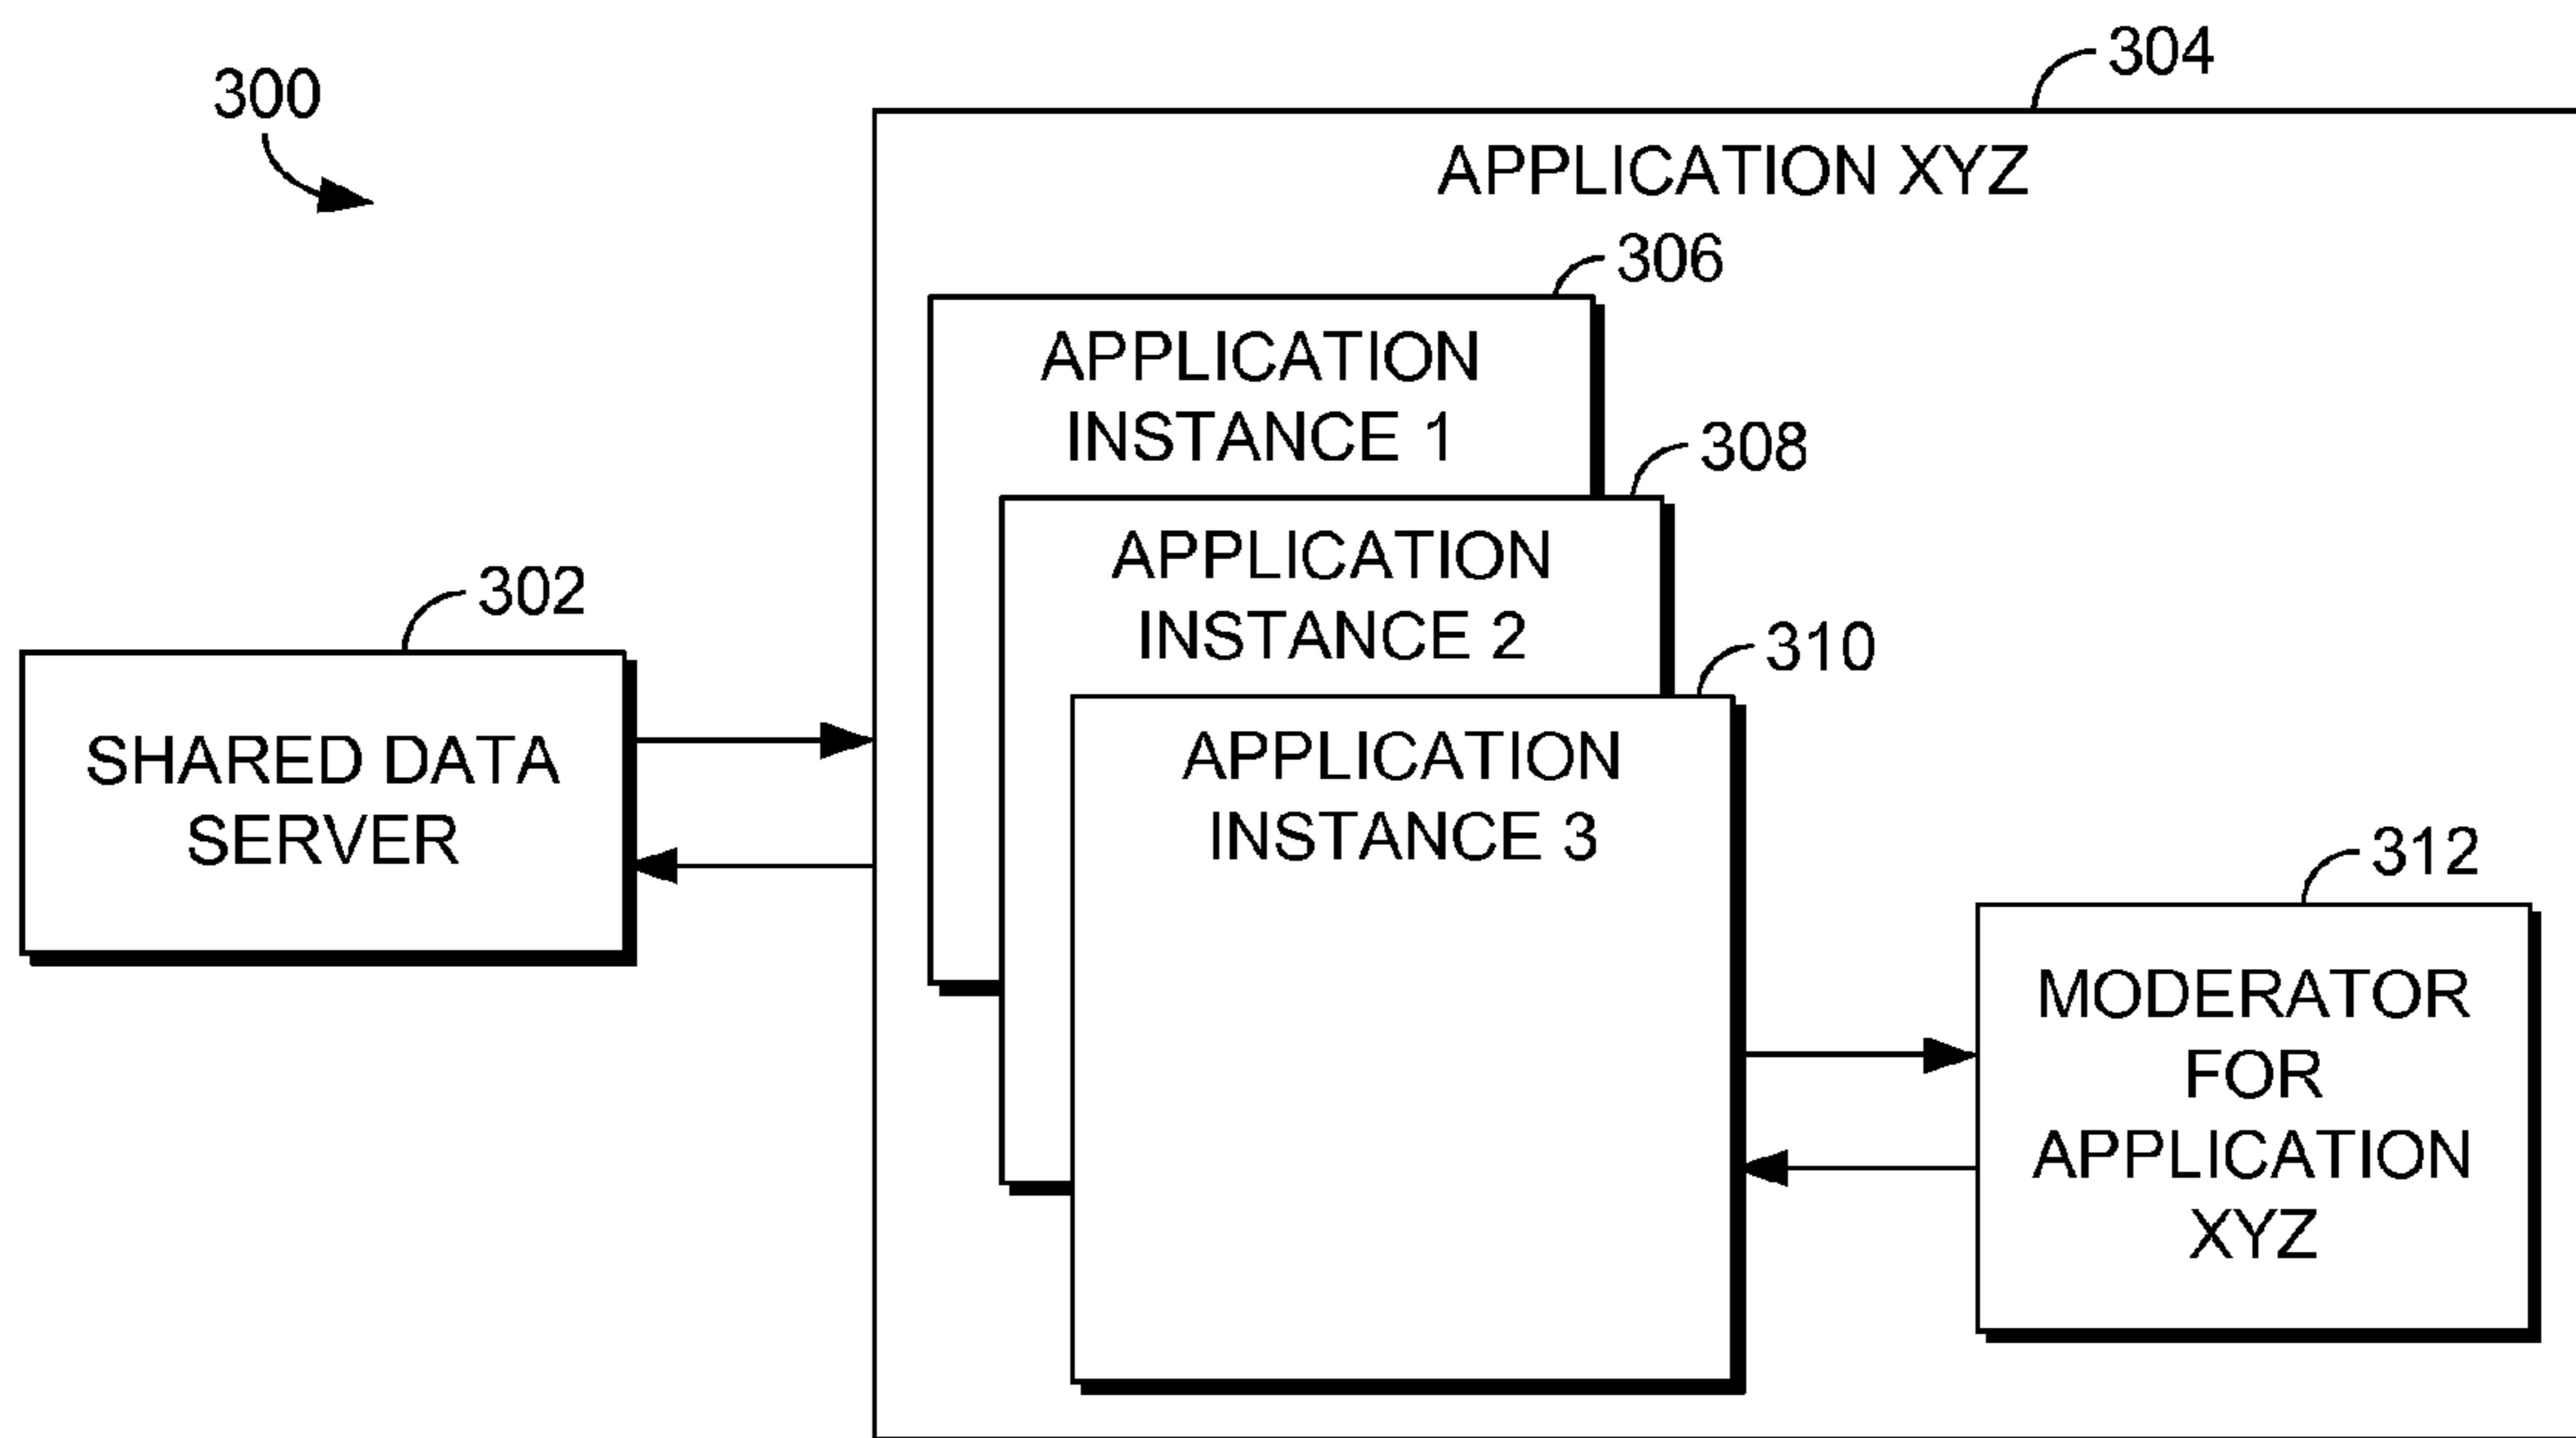 300
304
APPLICATION XYZ
306
APPLICATION
INSTANCE 1
308
APPLICATION
INSTANCE 2
310
APPLICATION
INSTANCE 3
302
SHARED DATA
SERVER
312
MODERATOR
FOR
APPLICATION
XYZ